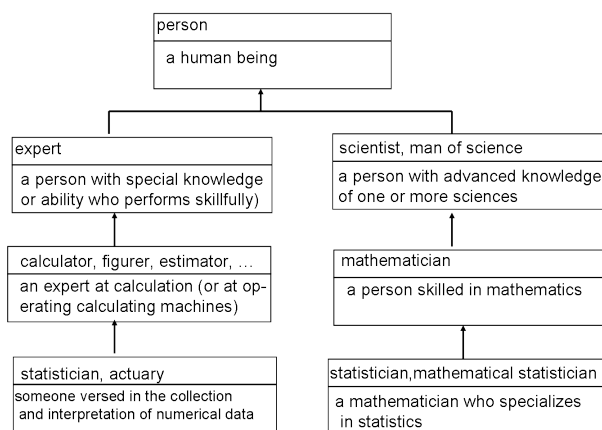 person
a human being
expert
a person with special knowledge
or ability who performs skillfully)
scientist, man of science
a person with advanced knowledge
of one or more sciences
calculator, figurer, estimator, ...
an expert at calculation (or at op-
erating calculating machines)
mathematician
a person skilled in mathematics
statistician, actuary
someone versed in the collection
and interpretation of numerical data
statistician,mathematical statistician
a mathematician who specializes
in statistics